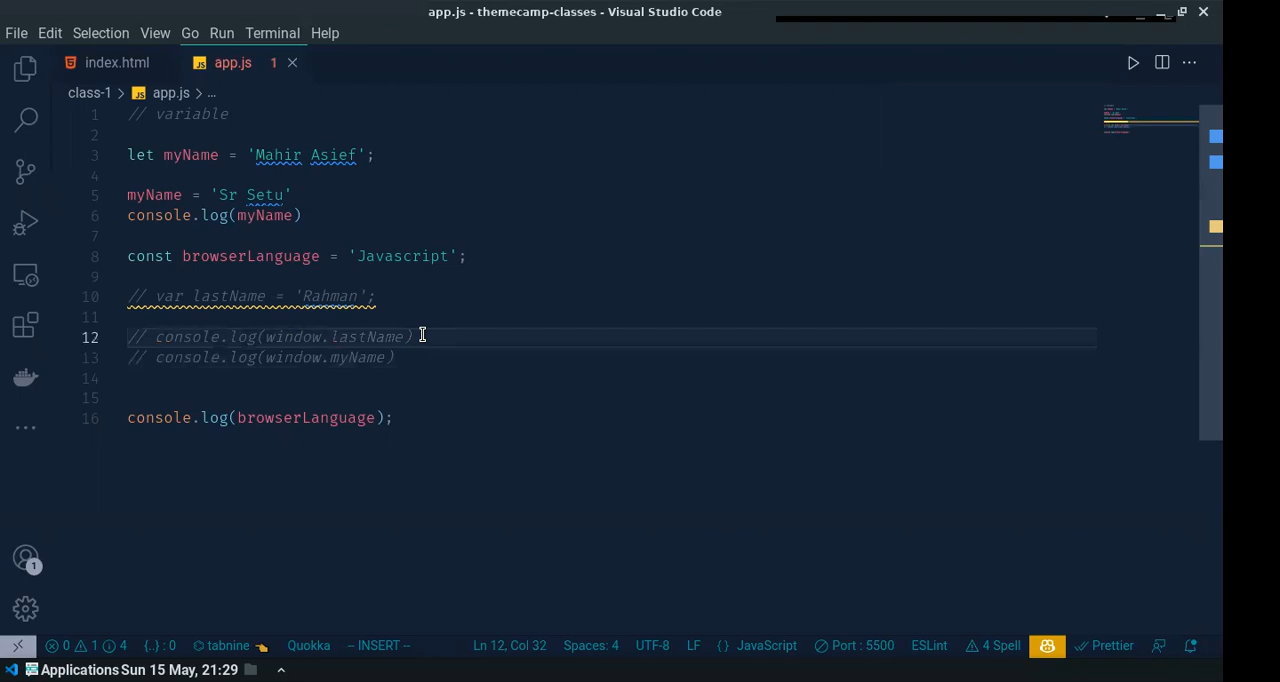 app.js - themecamp-classes - Visual Studio Code
File Edit Selection View Go Run Terminal Help
index.html JS app.js 1
class-1 > JS app.js > ...
1 // variable
2
3 let myName = 'Mahir Asief';
4
5 myName = 'Sr Setu'
6 console.log(myName)
7
8 const browserLanguage = 'Javascript';
9
10 // var lastName = 'Rahman';
11
12 // console.log(window.lastName)
13 // console.log(window.myName)
14
15
16 console.log(browserLanguage);
1
0 1 4 {..} : 0 tabnine Quokka -- INSERT -- Ln 12, Col 32 Spaces: 4 UTF-8 LF {} JavaScript Port : 5500 ESLint 4 Spell Prettier
Applications Sun 15 May, 21:29